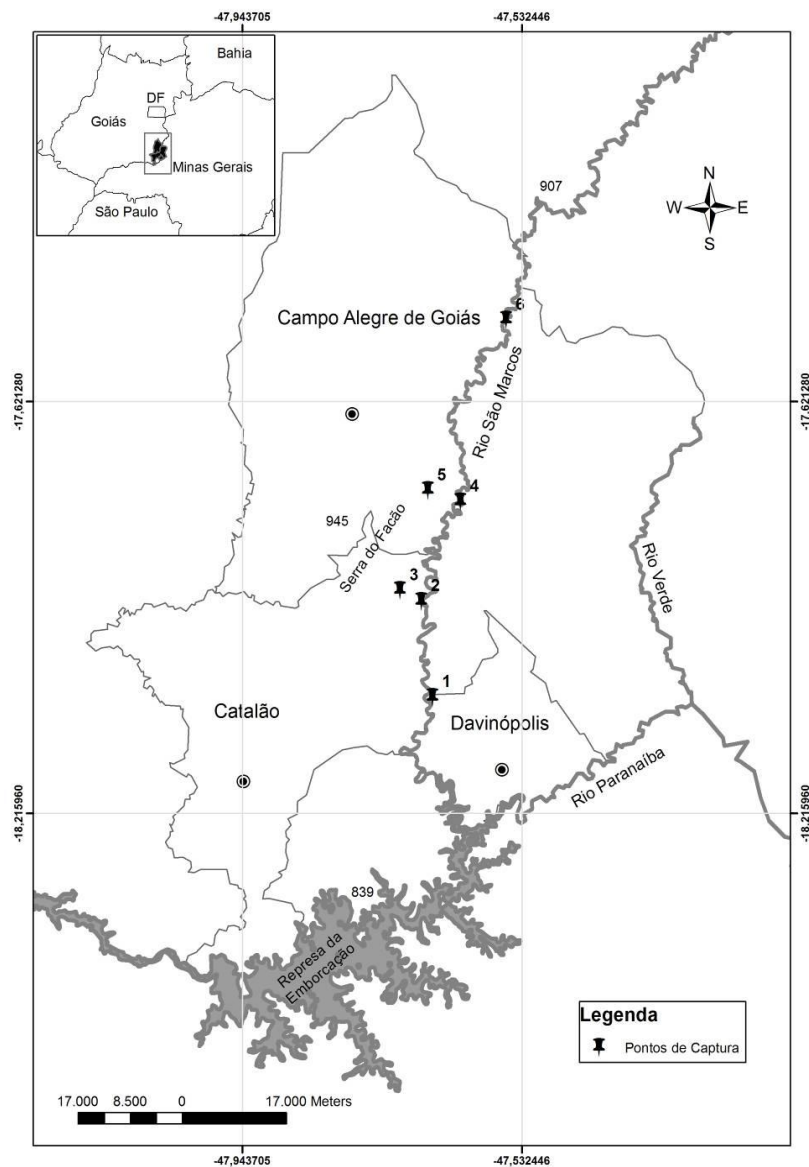 -47,943705
-47,532446
Bahia
DF
Goiás
Minas Gerais
São Paulo
907
N
W
E
S
6
Campo Alegre de Goiás
Rio São Marcos
-17,621280
-17,621280
5
4
945
Serra do Facão
3
2
Rio Verde
1
Catalão
Davinópolis
Rio Paranaíba
-18,215960
-18,215960
839
Represa da
Emborcação
Legenda
Pontos de Captura
17.000 8.500 0 17.000 Meters
-47,943705
-47,532446